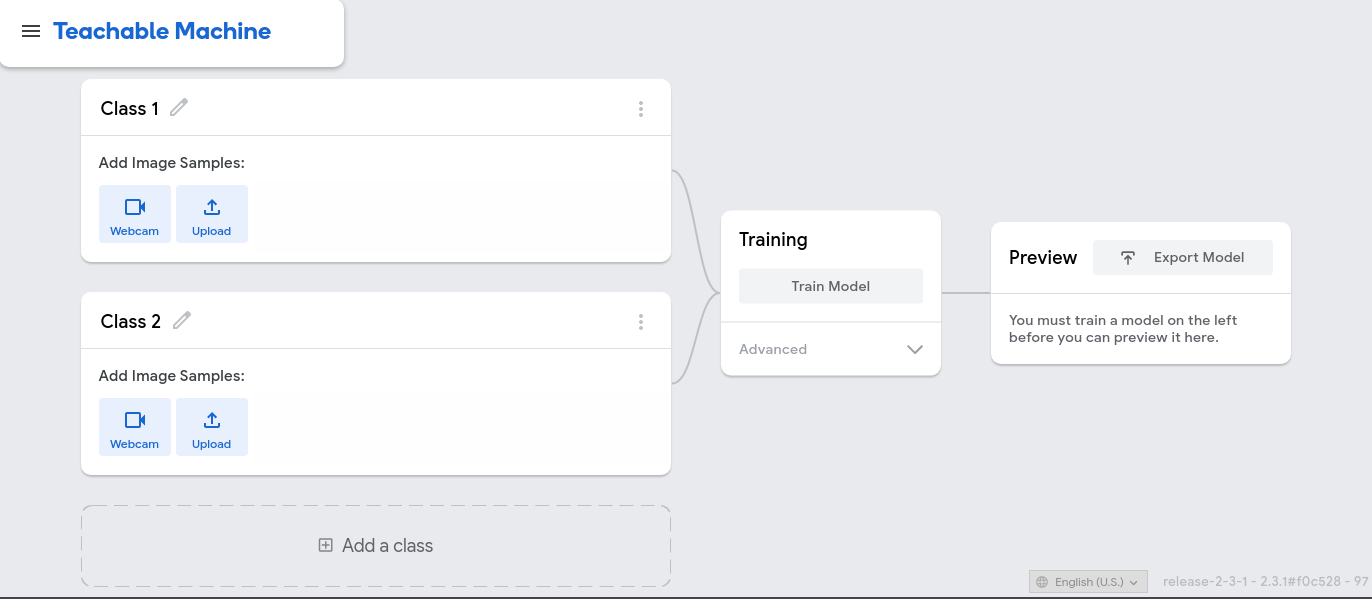 Teachable Machine
Class 1
Add Image Samples:
Webcam
Upload
Class 2
Add Image Samples:
Webcam
Upload
Add a class
Training
Train Model
Advanced
Preview
Export Model
You must train a model on the left
before you can preview it here.
English (U.S.)
release-2-3-1 - 2.3.1#f0c528 - 97